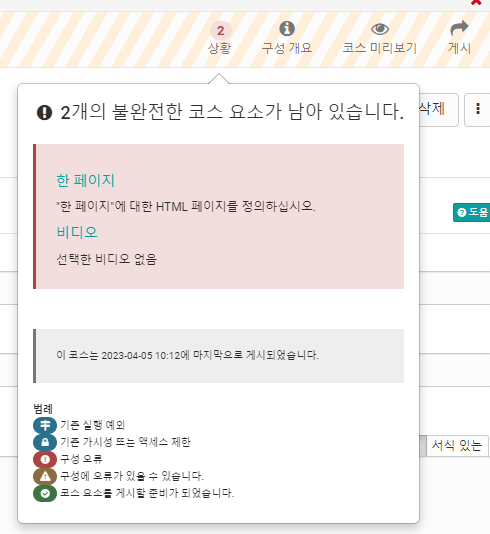 2
상황
구성 개요
코스 미리보기
게시
2개의 불완전한 코스 요소가 남아 있습니다.
삭제
한 페이지
"한 페이지"에 대한 HTML 페이지를 정의하십시오.
도움
비디오
선택한 비디오 없음
이 코스는 2023-04-05 10:12에 마지막으로 게시되었습니다.
범례
기존 실행 예외
기존 가시성 또는 액세스 제한
서식 있는
구성 오류
구성에 오류가 있을 수 있습니다.
코스 요소를 게시할 준비가 되었습니다.